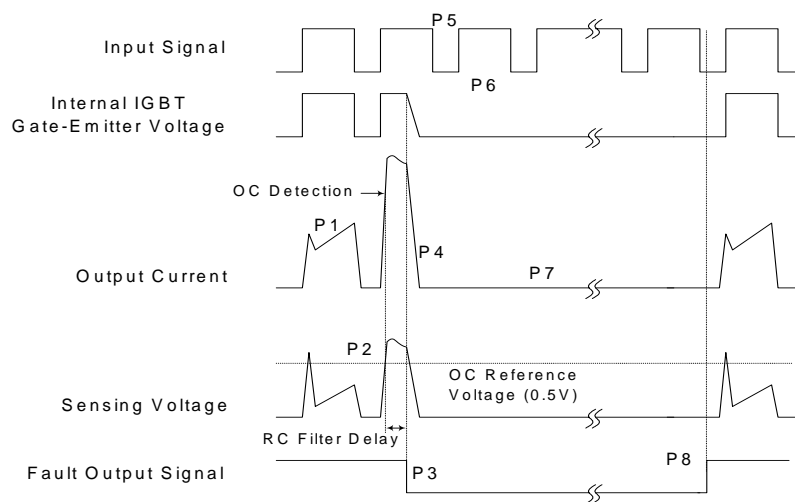 P5
Input Signal
P6
Internal IGBT
Gate-Emitter Voltage
OC Detection
P1
P4
P7
Output Current
P2
OC Reference
Voltage (0.5V)
Sensing Voltage
RC Filter Delay
P8
Fault Output Signal
P3